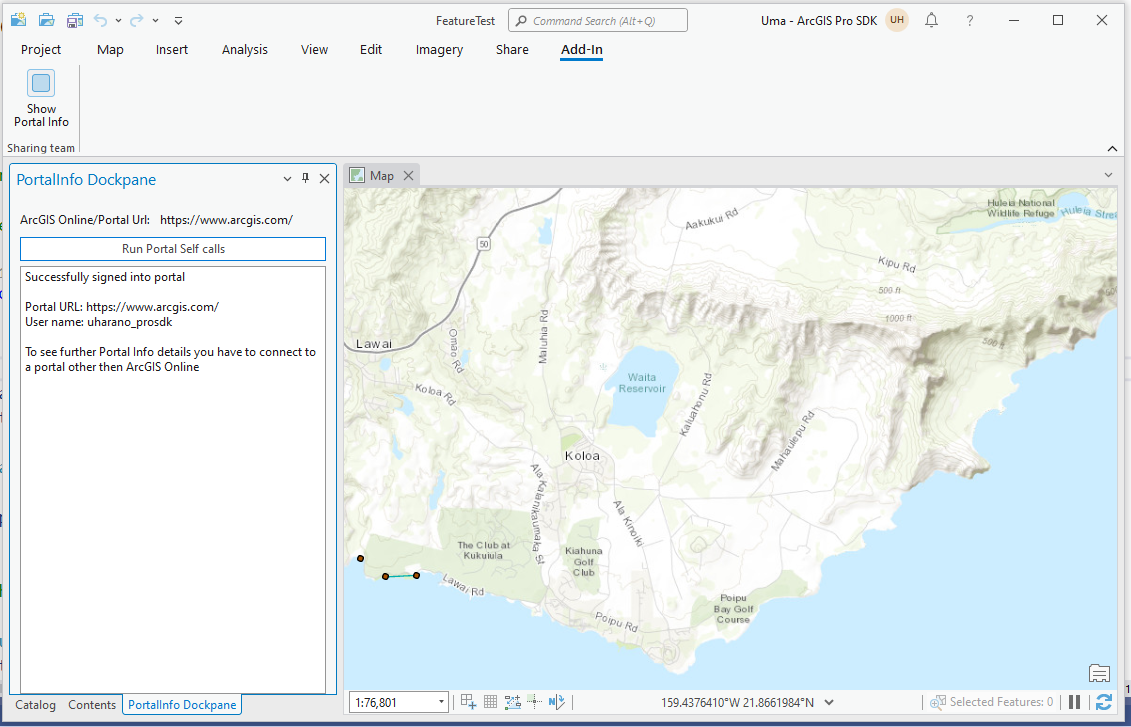 FeatureTest
Command Search (Alt+Q)
Uma - ArcGIS Pro SDK
UH
?
Project
Map
Insert
Analysis
View
Edit
Imagery
Share
Add-In
Show
Portal Info
Sharing team
PortalInfo Dockpane
ArcGIS Online/Portal Url: https://www.arcgis.com/
Run Portal Self calls
Successfully signed into portal
Portal URL: https://www.arcgis.com/
User name: uharano_prosdk
To see further Portal Info details you have to connect to
a portal other then ArcGIS Online
Catalog
Contents
PortalInfo Dockpane
Map
Huleia National
Wildlife Refuge
Huleia Stre
Aakukui Rd
50
Kipu Rd
500 ft
1000 ft
500 ft
Lawai
Omao Rd
Maluhia Rd
Waita
Reservoir
Koloa Rd
Kaluahonu Rd
Mahaulepu Rd
Koloa
Ala Kalanikaumaka St
Ala Kinoiki
The Club at
Kukuiula
Kiahuna
Golf
Club
Lawai Rd
Poipu
Bay Golf
Course
Poipu Rd
1:76,801
159.4376410°W 21.8661984°N
Selected Features: 0